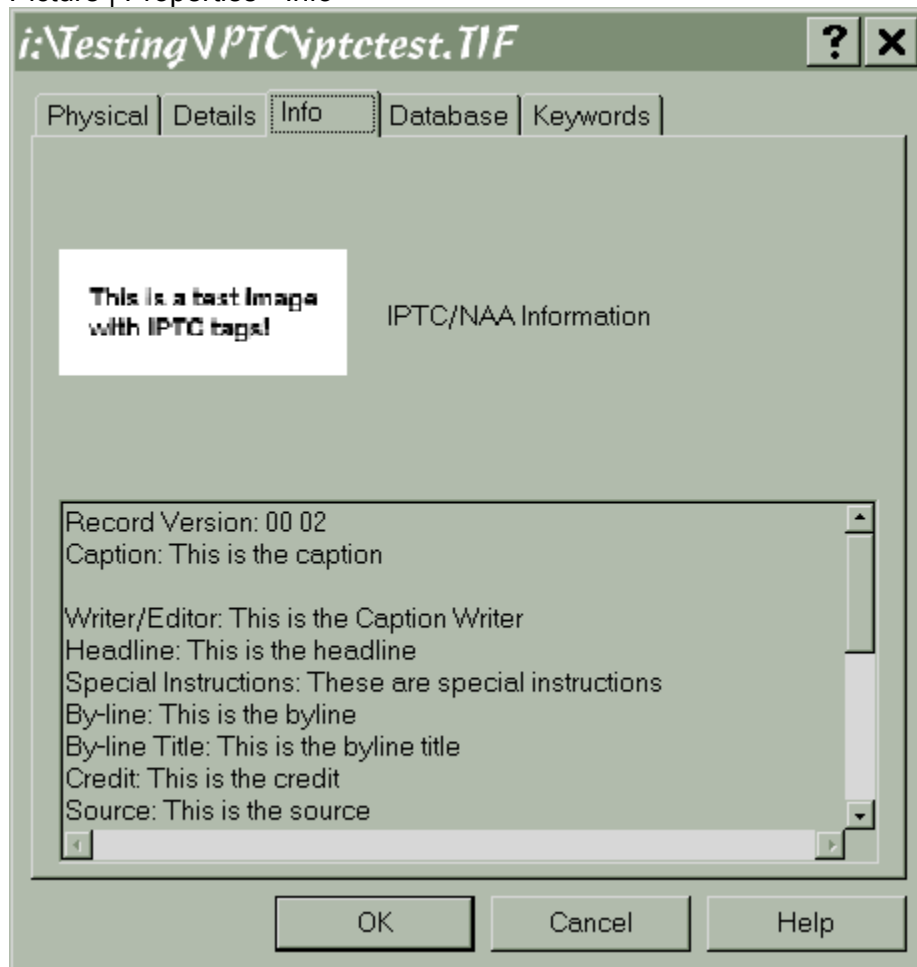 i:\Testing\IPTC\iptctest.TIF
Physical Details Info Database Keywords
This is a test image
with IPTC tags!
IPTC/NAA Information
Record Version: 00 02
Caption: This is the caption
Writer/Editor: This is the Caption Writer
Headline: This is the headline
Special Instructions: These are special instructions
By-line: This is the byline
By-line Title: This is the byline title
Credit: This is the credit
Source: This is the source
OK Cancel Help